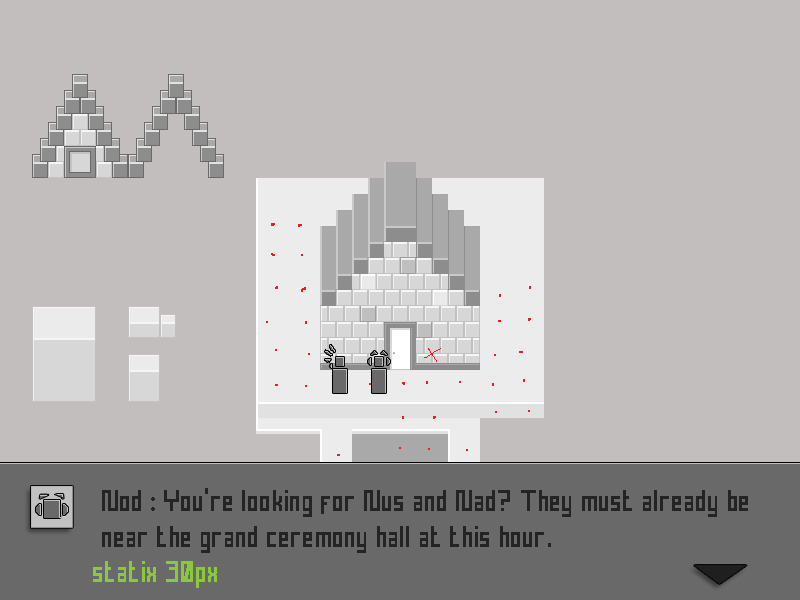 Nod : You're looking for Nus and Nad? They must already be
near the grand ceremony hall at this hour.
statix 30px